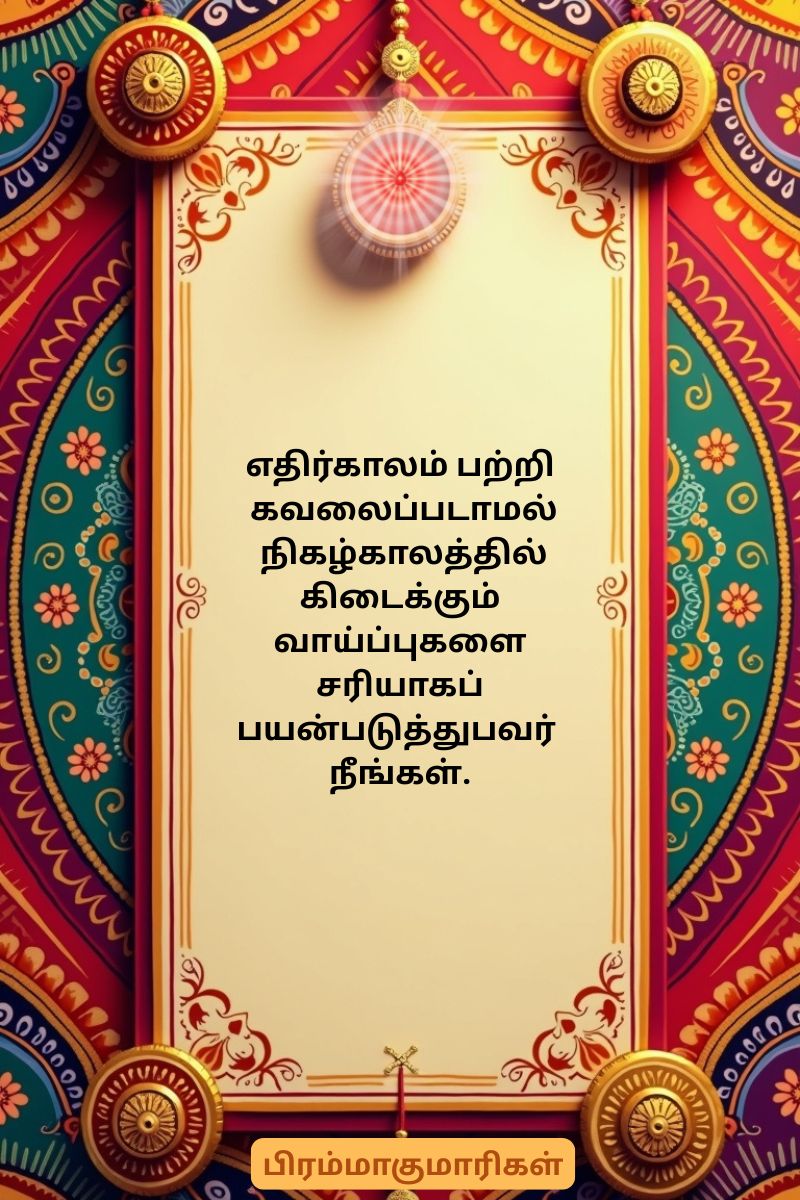 எதிர்காலம் பற்றி
கவலைப்படாமல்
நிகழ்காலத்தில்
கிடைக்கும்
வாய்ப்புகளை
சரியாகப்
பயன்படுத்துபவர்
நீங்கள்.
பிரம்மாகுமாரிகள்